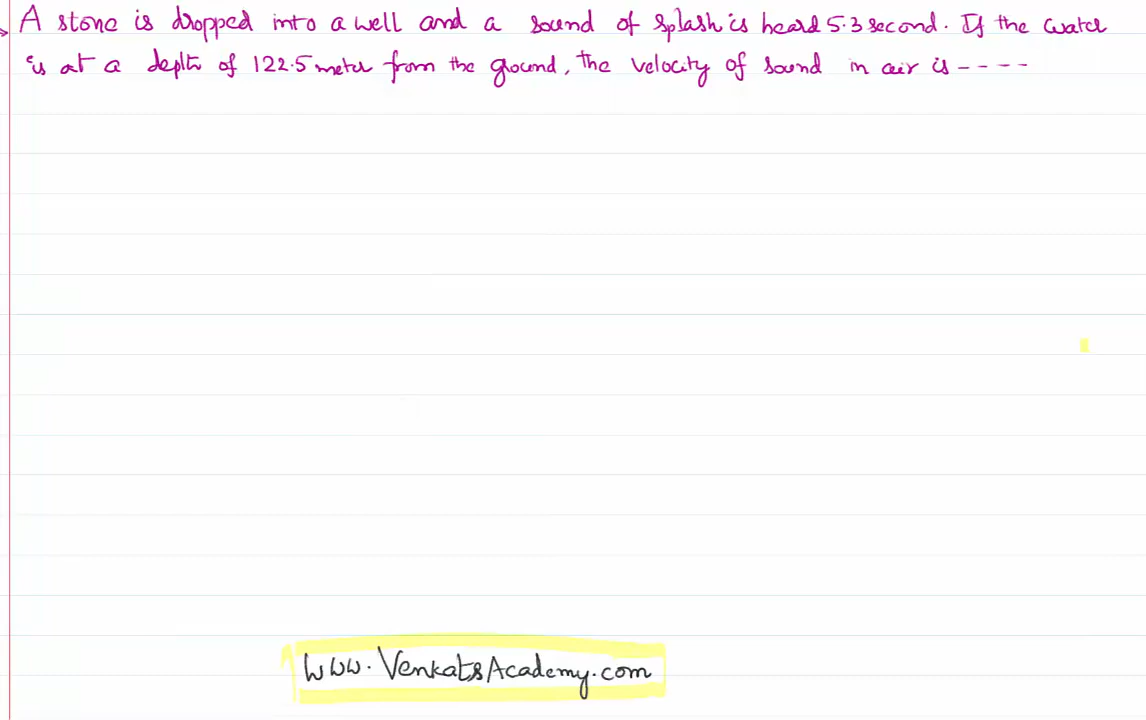 A stone is dropped into a well and a sound of splash is heard 5.3 second. If the water
is at a depth of 122.5 meter from the ground, the velocity of sound in air is ----
www.VenkatsAcademy.com